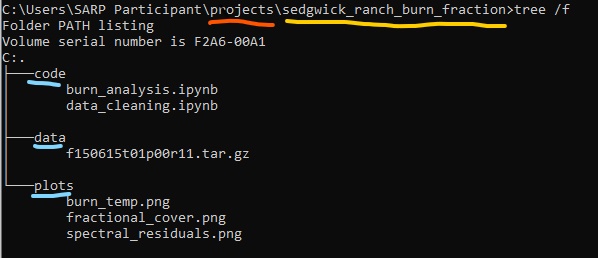 C:\Users\SARP Participant\projects\sedgwick_ranch_burn_fraction>tree /f
Folder PATH listing
Volume serial number is F2A6-00A1
C:.
├───code
│       burn_analysis.ipynb
│       data_cleaning.ipynb
│
├───data
│       f150615t01p00r11.tar.gz
│
└───plots
        burn_temp.png
        fractional_cover.png
        spectral_residuals.png